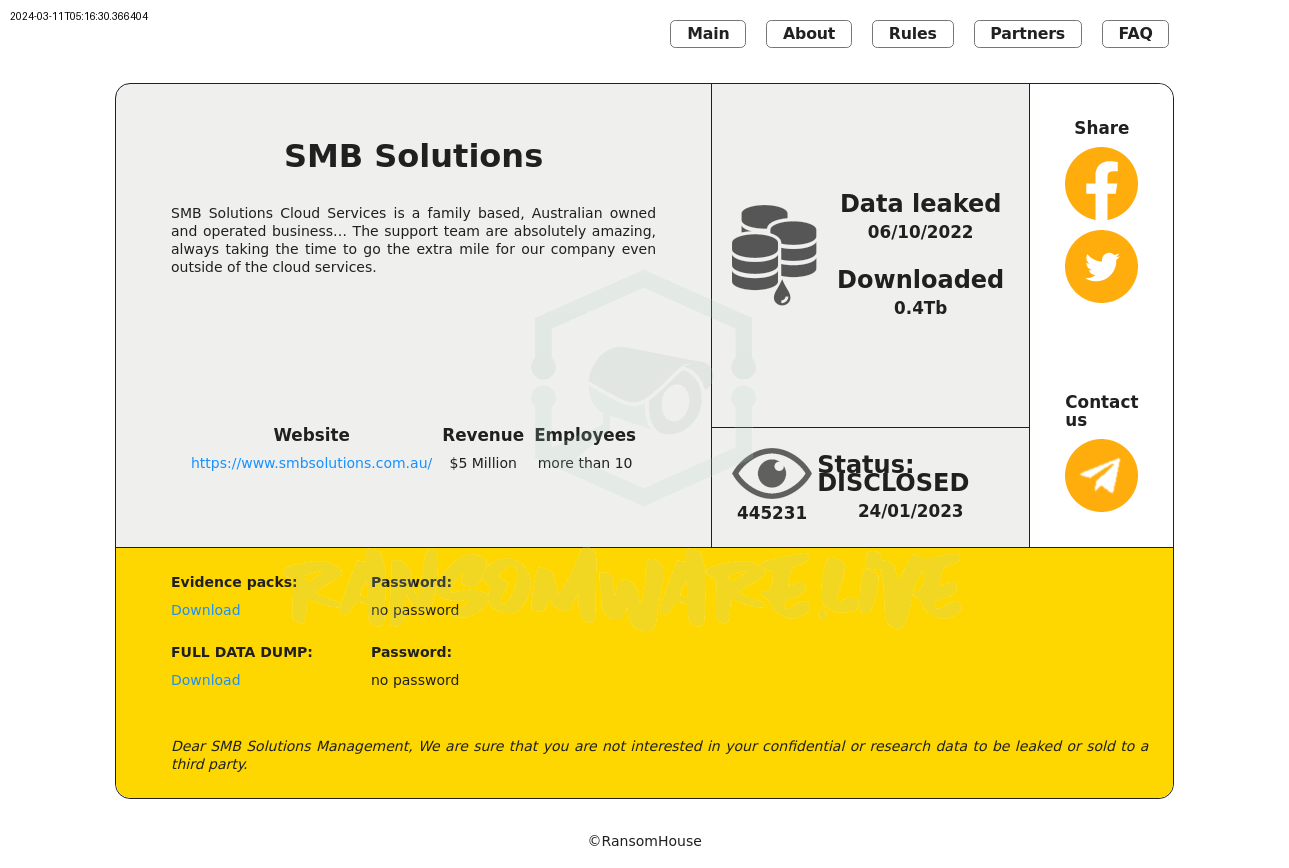 2024-03-11T05:16:30.366404
Main About Rules Partners FAQ
SMB Solutions
SMB Solutions Cloud Services is a family based, Australian owned
and operated business... The support team are absolutely amazing,
always taking the time to go the extra mile for our company even
outside of the cloud services.
Website Revenue Employees
https://www.smbsolutions.com.au/ $5 Million more than 10
Data leaked
06/10/2022
Downloaded
0.4Tb
Status:
DISCLOSED
445231 24/01/2023
Share
Contact
us
RANSOMWARE.LIVE
Evidence packs: Password:
Download no password
FULL DATA DUMP: Password:
Download no password
Dear SMB Solutions Management, We are sure that you are not interested in your confidential or research data to be leaked or sold to a
third party.
©RansomHouse